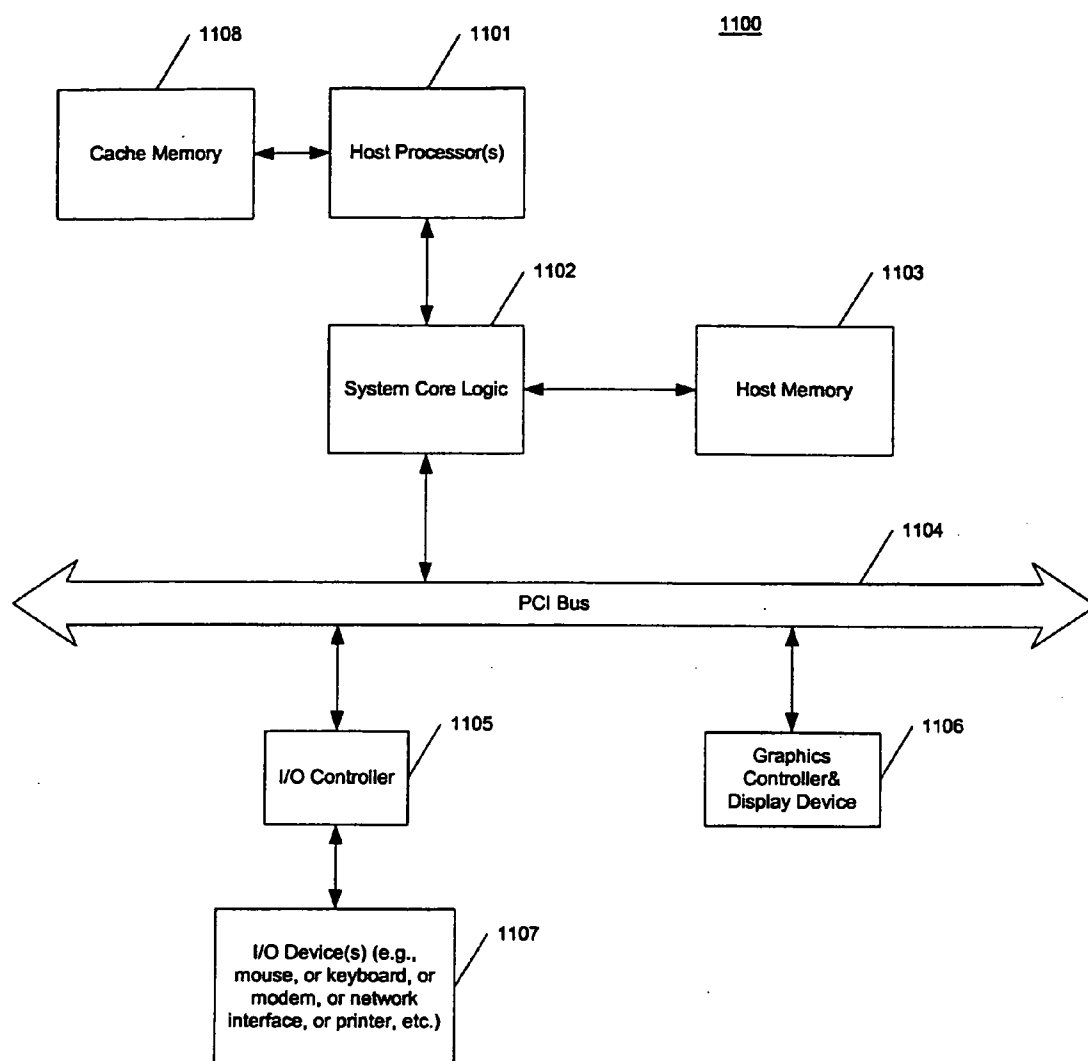 1100
1108
1101
Cache Memory
Host Processor(s)
1102
1103
System Core Logic
Host Memory
1104
PCI Bus
1105
1106
I/O Controller
Graphics
Controller&
Display Device
1107
I/O Device(s) (e.g.,
mouse, or keyboard, or
modem, or network
interface, or printer, etc.)